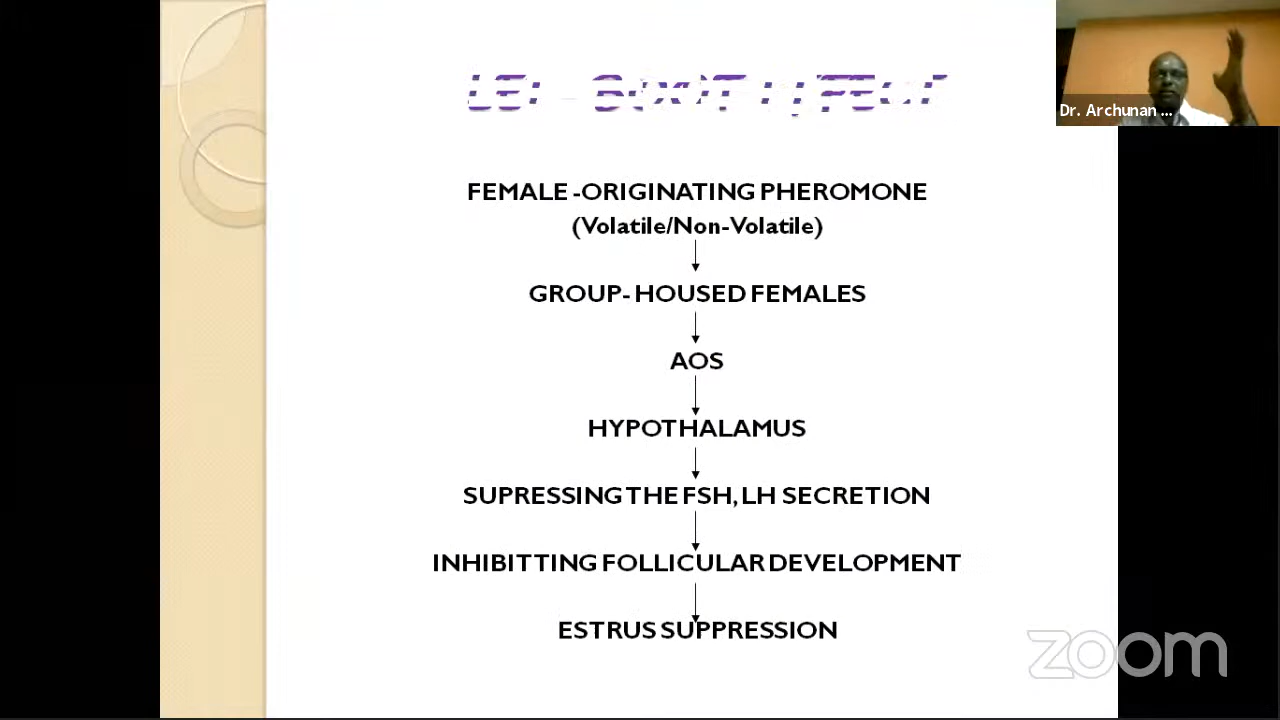 FEMALE -ORIGINATING PHEROMONE
(Volatile/Non-Volatile)
GROUP- HOUSED FEMALES
AOS
HYPOTHALAMUS
SUPRESSING THE FSH, LH SECRETION
INHIBITTING FOLLICULAR DEVELOPMENT
ESTRUS SUPPRESSION
Dr. Archunan ...
zoom